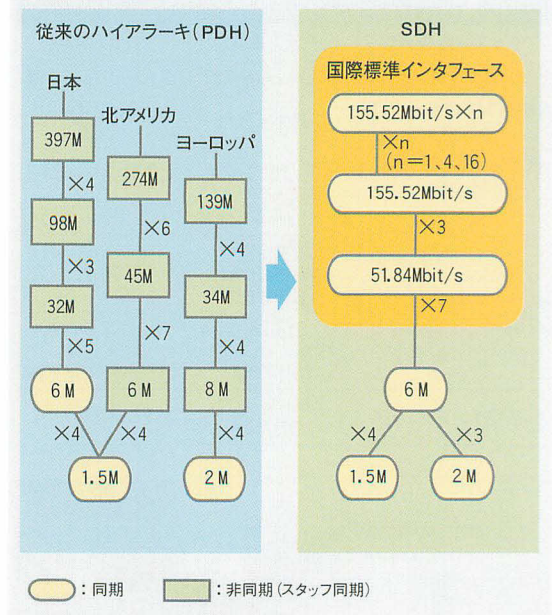 従来のハイアラーキ(PDH)
日本
397M
×4
98M
×3
32M
×5
6M
×4
北アメリカ
274M
×6
45M
×7
6M
×4
1.5M
ヨーロッパ
139M
×4
34M
×4
8M
×4
2M
SDH
国際標準インタフェース
155.52Mbit/s×n
×n
(n=1、4、16)
155.52Mbit/s
×3
51.84Mbit/s
×7
6M
×4
×3
1.5M
2M
:同期
:非同期(スタッフ同期)